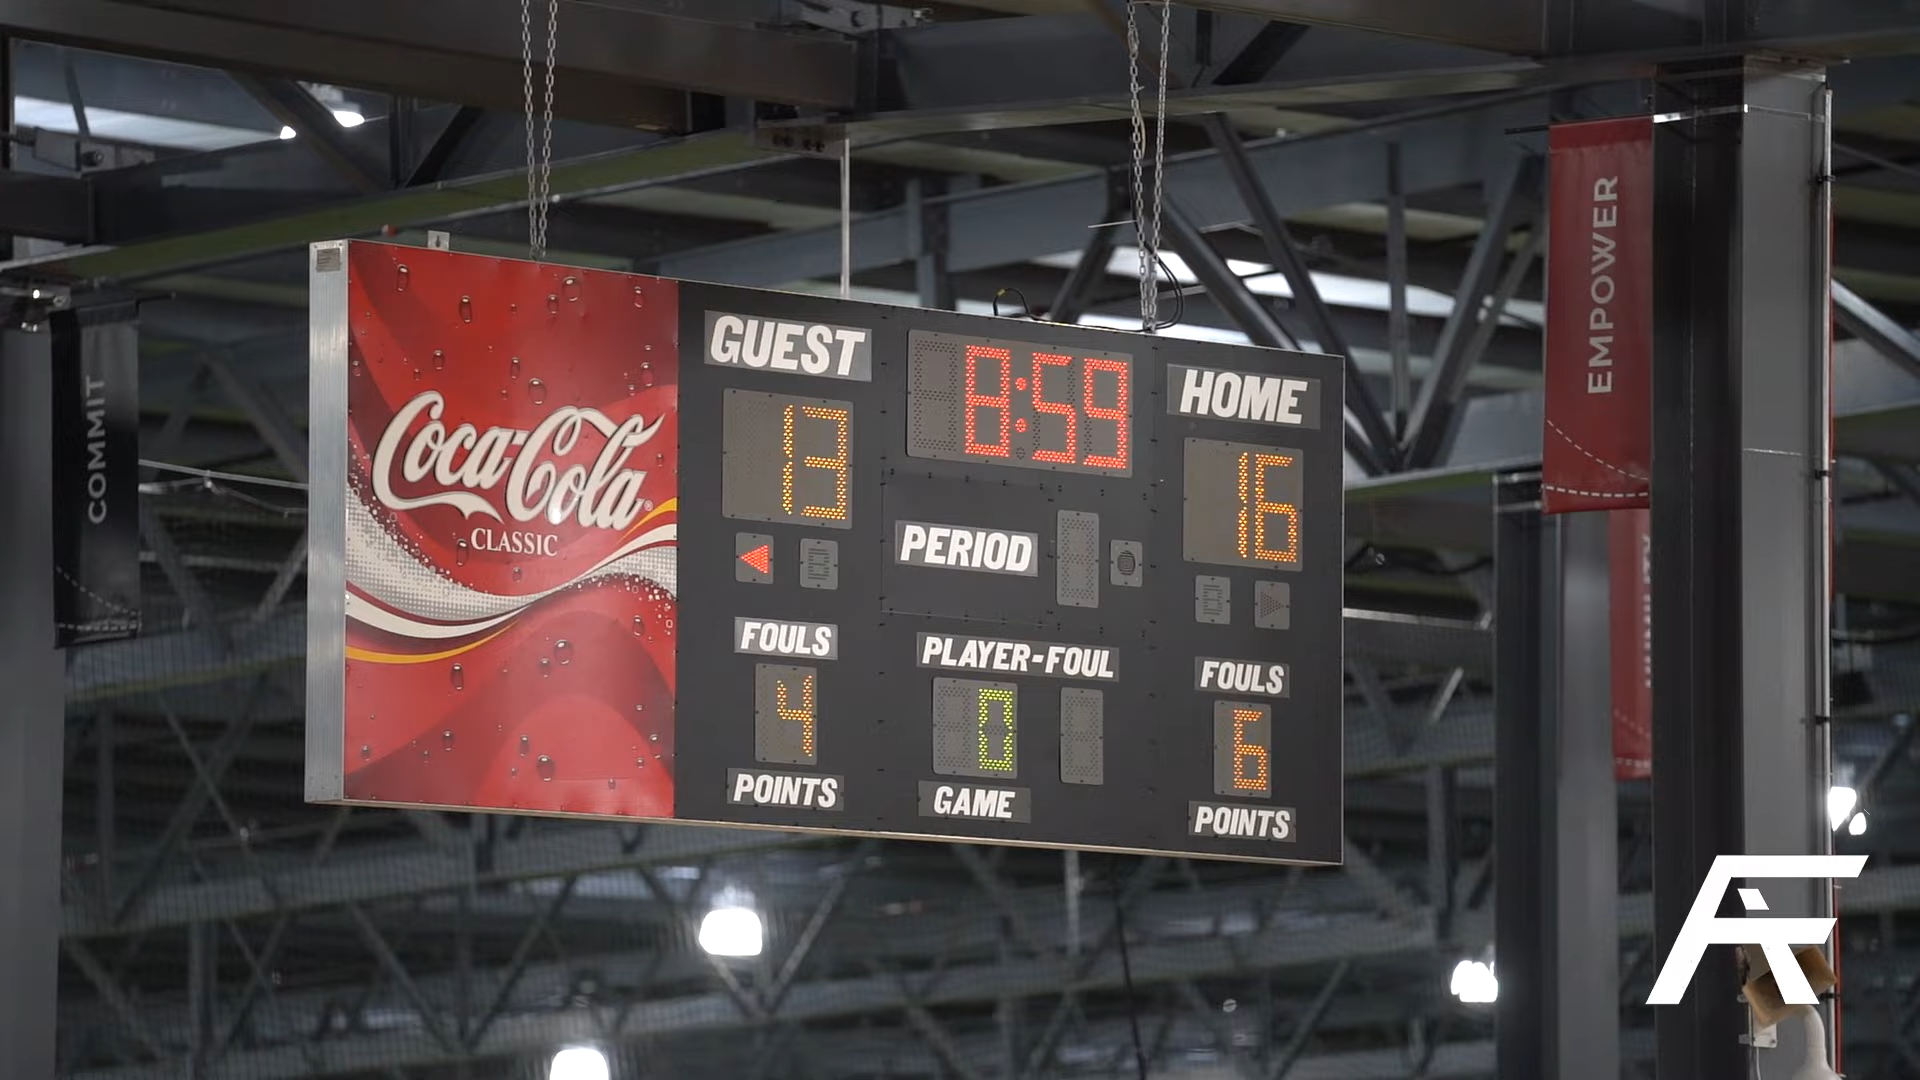 COMMIT
Coca-Cola
CLASSIC
GUEST
8:59
HOME
13
16
PERIOD
FOULS
PLAYER-FOUL
FOULS
4
0
6
POINTS
GAME
POINTS
EMPOWER